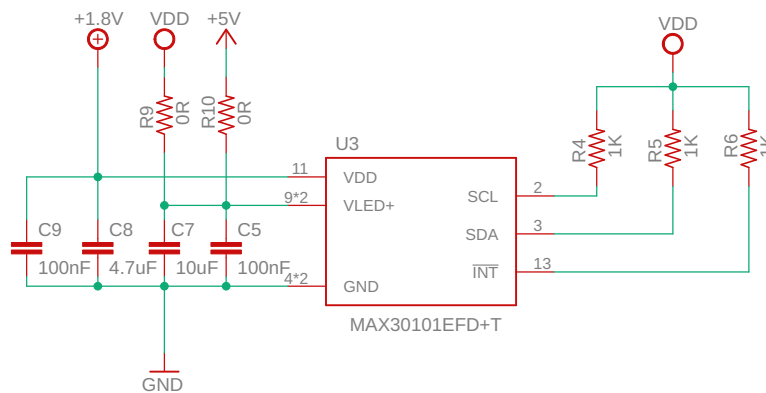 +1.8V VDD +5V
VDD
R9 0R R10 0R
R4 1K R5 1K R6 1K
U3
11 VDD
9*2 VLED+
SCL 2
SDA 3
INT 13
C9 C8 C7 C5
100nF 4.7uF 10uF 100nF
4*2 GND
MAX30101EFD+T
GND